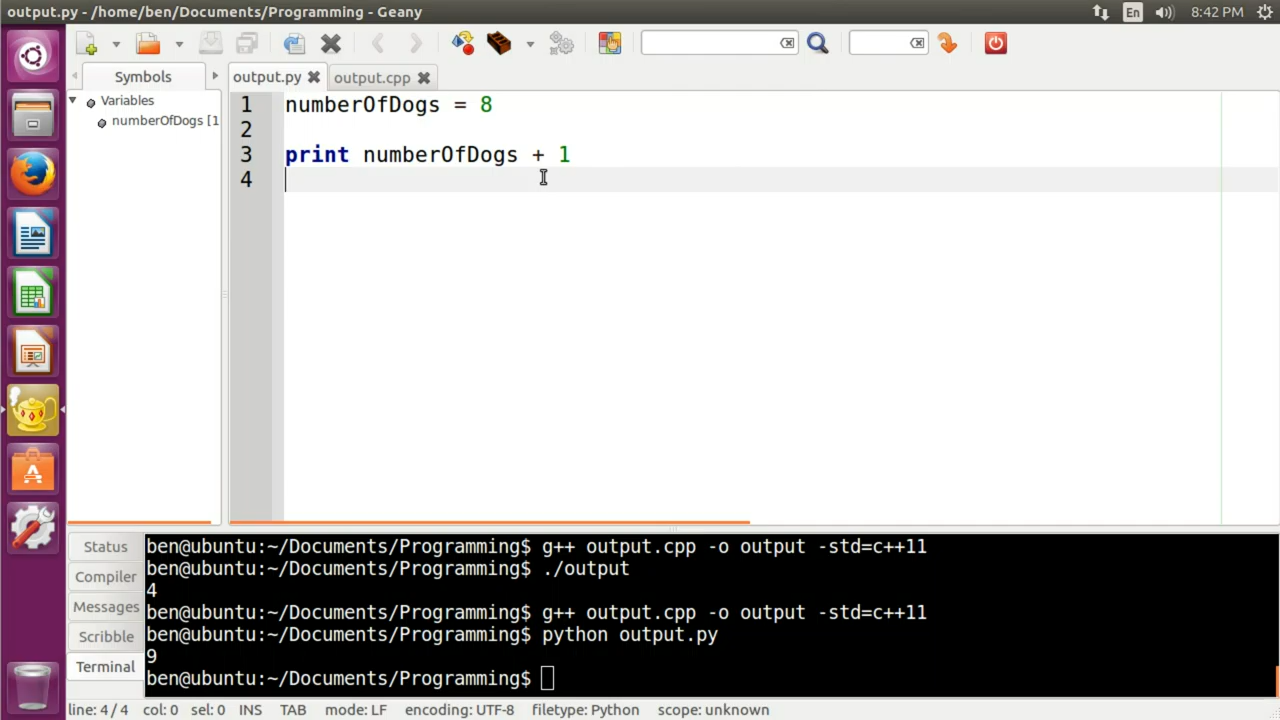 output.py - /home/ben/Documents/Programming - Geany
En
8:42 PM
Symbols
output.py
output.cpp
Variables
numberOfDogs [1
1 numberOfDogs = 8
2
3 print numberOfDogs + 1
4
Status
Compiler
Messages
Scribble
Terminal
ben@ubuntu:~/Documents/Programming$ g++ output.cpp -o output -std=c++11
ben@ubuntu:~/Documents/Programming$ ./output
4
ben@ubuntu:~/Documents/Programming$ g++ output.cpp -o output -std=c++11
ben@ubuntu:~/Documents/Programming$ python output.py
9
ben@ubuntu:~/Documents/Programming$
line: 4 / 4 col: 0 sel: 0 INS TAB mode: LF encoding: UTF-8 filetype: Python scope: unknown